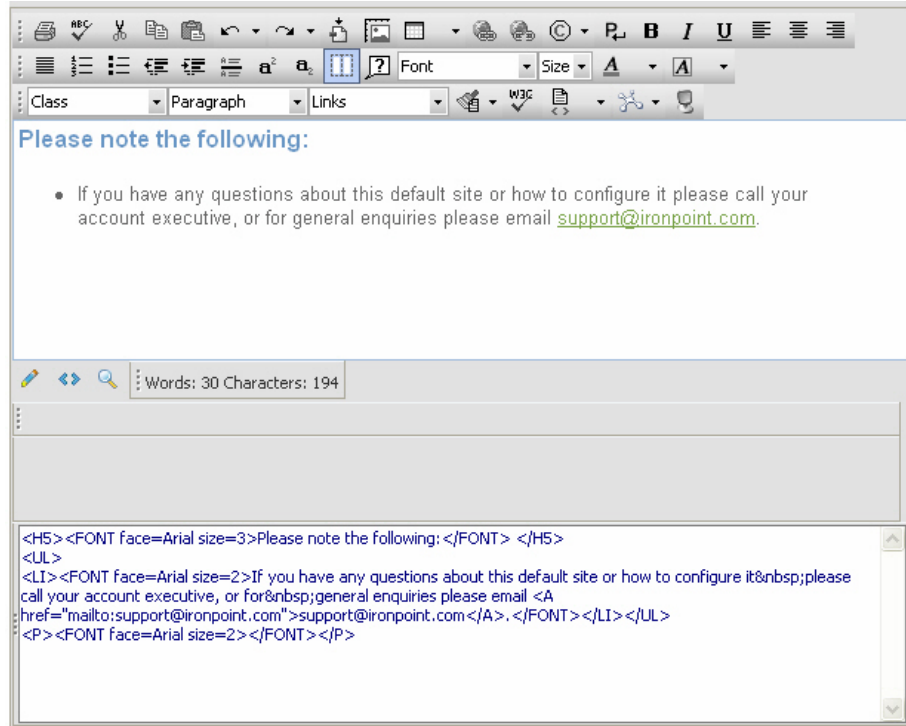 ABC
P B I U
a² a₂ ? Font Size A A
Class Paragraph Links W3C
Please note the following:
• If you have any questions about this default site or how to configure it please call your
account executive, or for general enquiries please email support@ironpoint.com.
Words: 30 Characters: 194
<H5><FONT face=Arial size=3>Please note the following:</FONT> </H5>
<UL>
<LI><FONT face=Arial size=2>If you have any questions about this default site or how to configure it&nbsp;please
call your account executive, or for&nbsp;general enquiries please email <A
href="mailto:support@ironpoint.com">support@ironpoint.com</A>.</FONT></LI></UL>
<P><FONT face=Arial size=2></FONT></P>